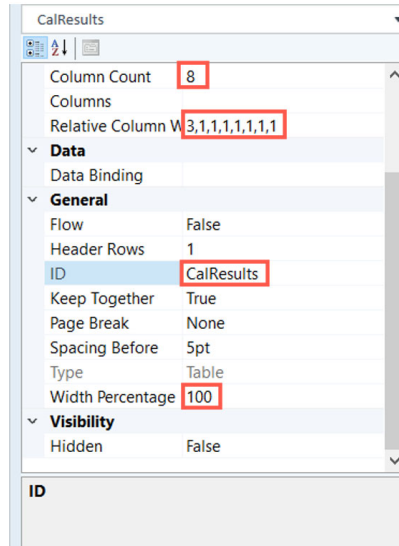 CalResults
Column Count 8
Columns
Relative Column W 3,1,1,1,1,1,1,1
Data
Data Binding
General
Flow False
Header Rows 1
ID CalResults
Keep Together True
Page Break None
Spacing Before 5pt
Type Table
Width Percentage 100
Visibility
Hidden False
ID